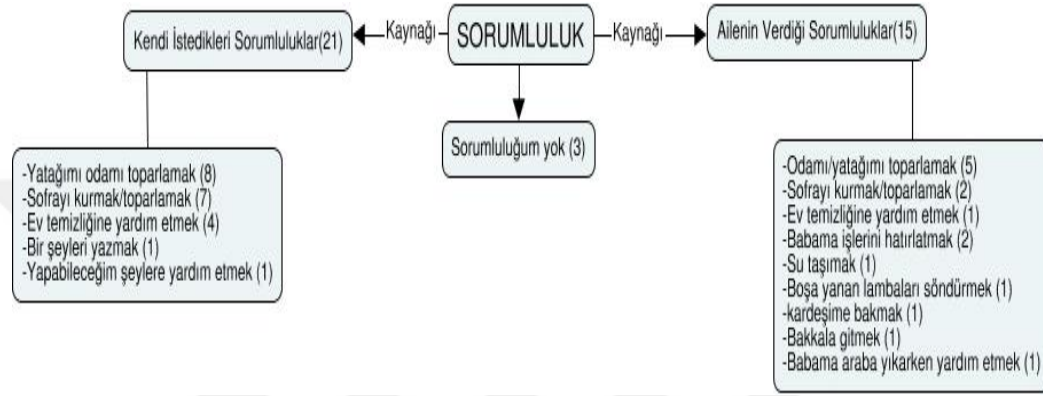 SORUMLULUK
Kaynağı
Kendi İstedikleri Sorumluluklar(21)
-Yatağımı odamı toparlamak (8)
-Sofrayı kurmak/toparlamak (7)
-Ev temizliğine yardım etmek (4)
-Bir şeyleri yazmak (1)
-Yapabileceğim şeylere yardım etmek (1)
Sorumluluğum yok (3)
Kaynağı
Ailenin Verdiği Sorumluluklar(15)
-Odamı/yatağımı toparlamak (5)
-Sofrayı kurmak/toparlamak (2)
-Ev temizliğine yardım etmek (1)
-Babama işlerini hatırlatmak (2)
-Su taşımak (1)
-Boşa yanan lambaları söndürmek (1)
-kardeşime bakmak (1)
-Bakkala gitmek (1)
-Babama araba yıkarken yardım etmek (1)